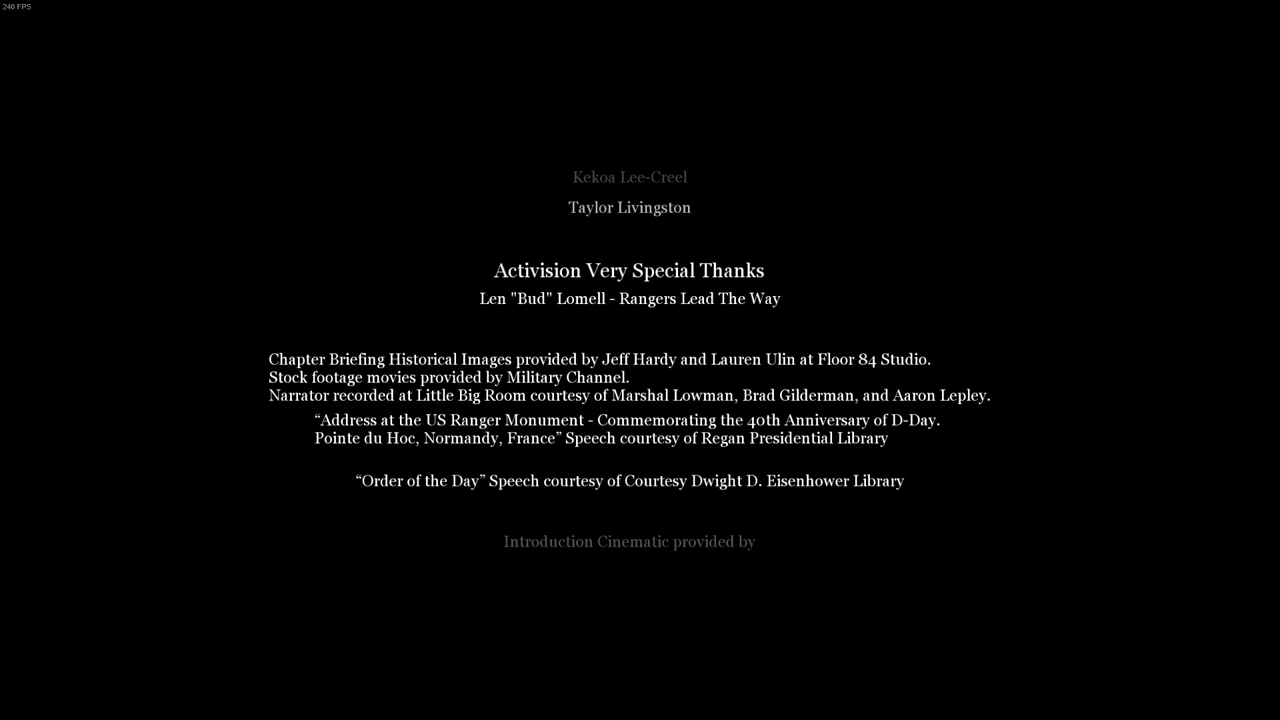 240 FPS
Kekoa Lee-Creel
Taylor Livingston
Activision Very Special Thanks
Len "Bud" Lomell - Rangers Lead The Way
Chapter Briefing Historical Images provided by Jeff Hardy and Lauren Ulin at Floor 84 Studio.
Stock footage movies provided by Military Channel.
Narrator recorded at Little Big Room courtesy of Marshal Lowman, Brad Gilderman, and Aaron Lepley.
“Address at the US Ranger Monument - Commemorating the 40th Anniversary of D-Day.
Pointe du Hoc, Normandy, France” Speech courtesy of Regan Presidential Library
“Order of the Day” Speech courtesy of Courtesy Dwight D. Eisenhower Library
Introduction Cinematic provided by